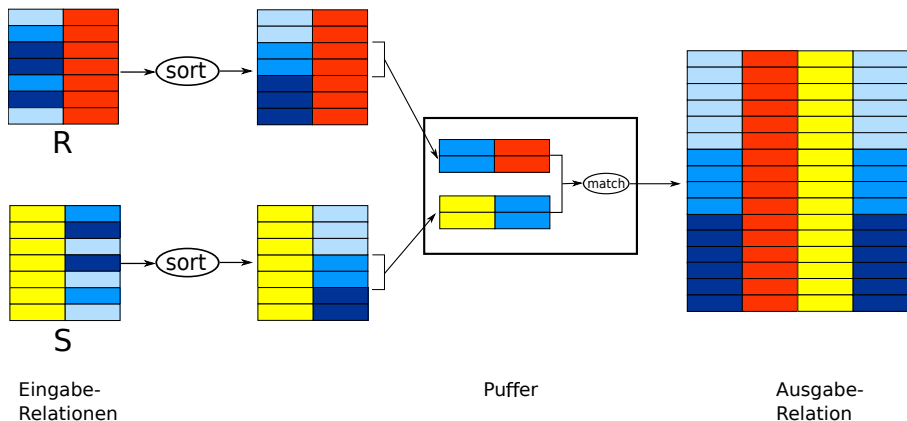 sort
R
match
sort
S
Eingabe-
Relationen
Puffer
Ausgabe-
Relation